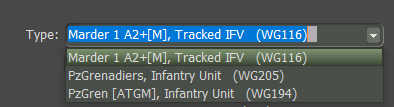 Type: Marder 1 A2+[M], Tracked IFV (WG116)
Marder 1 A2+[M], Tracked IFV (WG116)
PzGrenadiers, Infantry Unit (WG205)
PzGren [ATGM], Infantry Unit (WG194)